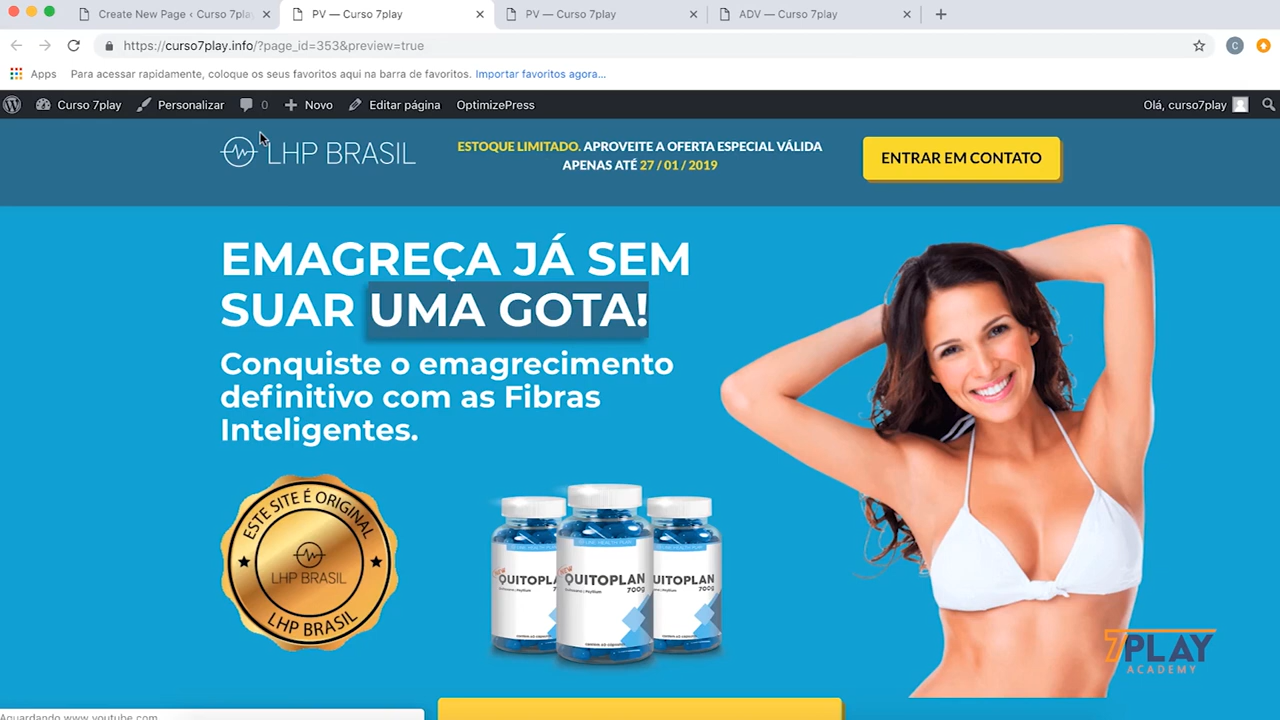 Create New Page ‹ Curso 7play
PV — Curso 7play
PV — Curso 7play
ADV — Curso 7play
https://curso7play.info/?page_id=353&preview=true
C
Apps
Para acessar rapidamente, coloque os seus favoritos aqui na barra de favoritos. Importar favoritos agora...
Curso 7play
Personalizar
0
Novo
Editar página
OptimizePress
Olá, curso7play
LHP BRASIL
ESTOQUE LIMITADO. APROVEITE A OFERTA ESPECIAL VÁLIDA
APENAS ATÉ 27 / 01 / 2019
ENTRAR EM CONTATO
EMAGREÇA JÁ SEM
SUAR UMA GOTA!
Conquiste o emagrecimento
definitivo com as Fibras
Inteligentes.
ESTE SITE É ORIGINAL
LHP BRASIL
LHP BRASIL
QUITOPLAN
700g
QUITOPLAN
700g
UITOPLAN
700g
7PLAY
ACADEMY
Aguardando www.youtube.com